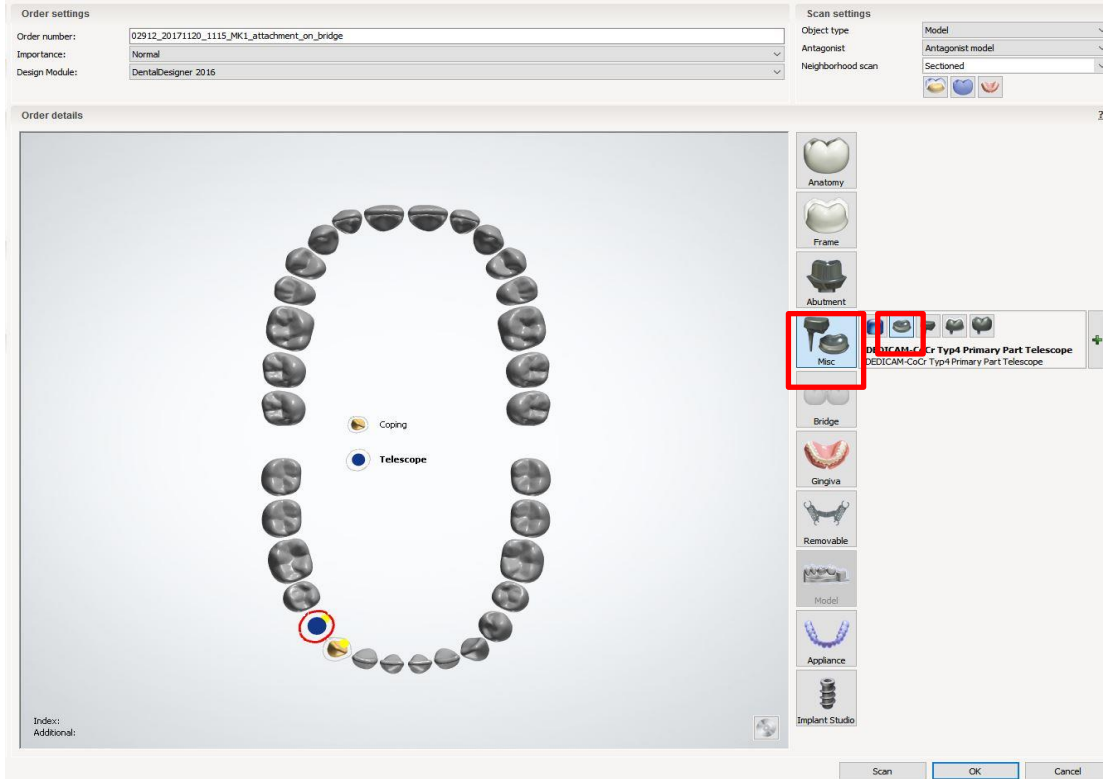 Order settings
Order number: 02912_20171120_1115_MK1_attachment_on_bridge
Importance: Normal
Design Module: DentalDesigner 2016
Scan settings
Object type Model
Antagonist Antagonist model
Neighborhood scan Sectioned
Order details
?
Coping
Telescope
Index:
Additional:
Anatomy
Frame
Abutment
Misc
DEDICAM-CoCr Typ4 Primary Part Telescope
DEDICAM-CoCr Typ4 Primary Part Telescope
Bridge
Gingiva
Removable
Model
Appliance
Implant Studio
Scan OK Cancel